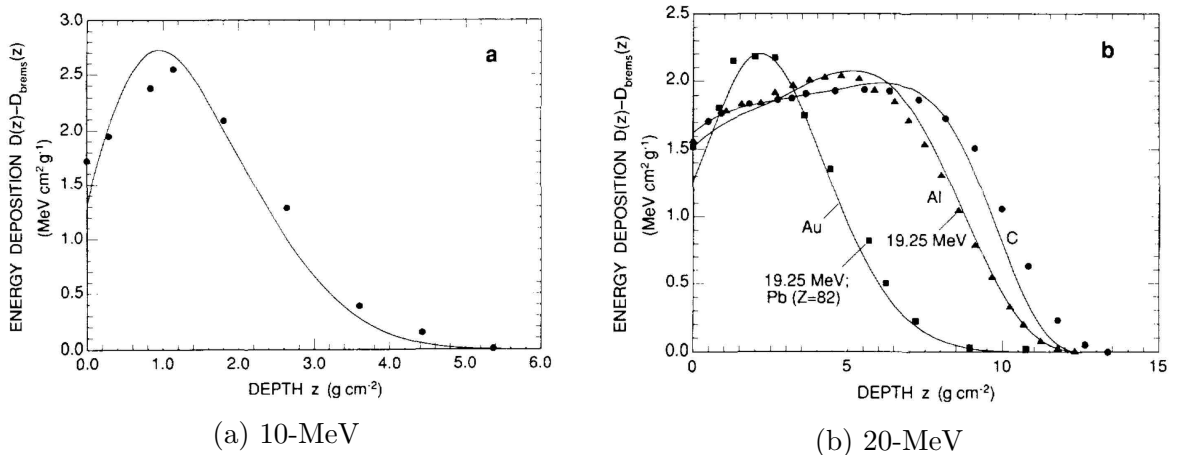 ENERGY DEPOSITION D(z)–D_brems(z)
(MeV cm² g⁻¹)
3.0
2.5
2.0
1.5
1.0
0.5
0.0
a
0.0 1.0 2.0 3.0 4.0 5.0 6.0
DEPTH z (g cm⁻²)
(a) 10-MeV
ENERGY DEPOSITION D(z)–D_brems(z)
(MeV cm² g⁻¹)
2.5
2.0
1.5
1.0
0.5
0.0
b
Al
19.25 MeV
C
Au
19.25 MeV;
Pb (Z=82)
0 5 10 15
DEPTH z (g cm⁻²)
(b) 20-MeV